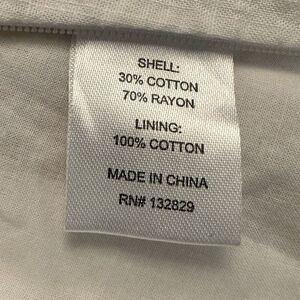 SHELL:
30% COTTON
70% RAYON
LINING:
100% COTTON
MADE IN CHINA
RN# 132829